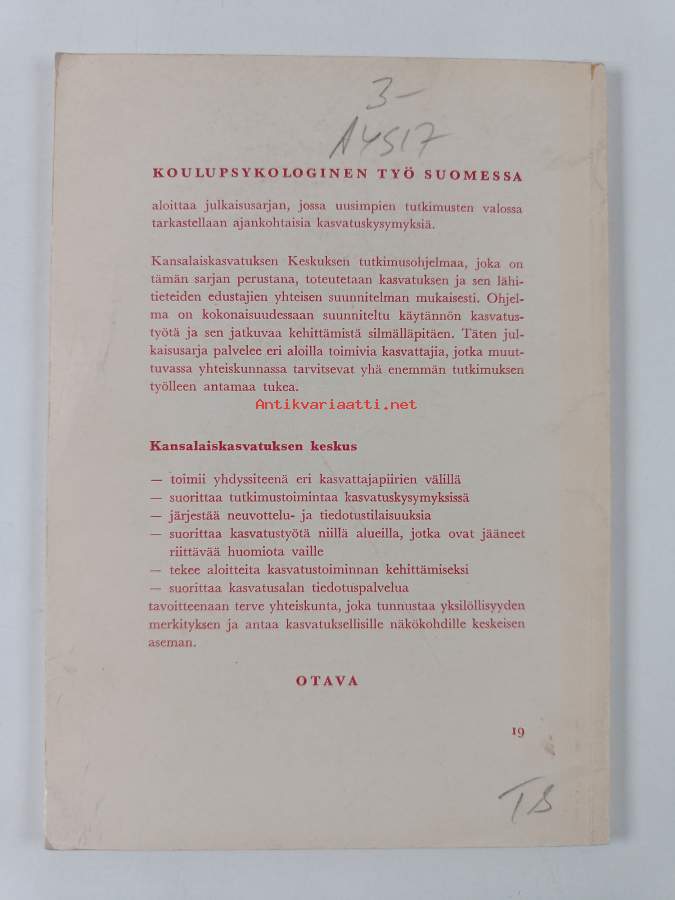 3-
A4517
KOULUPSYKOLOGINEN TYÖ SUOMESSA
aloittaa julkaisusarjan, jossa uusimpien tutkimusten valossa
tarkastellaan ajankohtaisia kasvatuskysymyksiä.
Kansalaiskasvatuksen Keskuksen tutkimusohjelmaa, joka on
tämän sarjan perustana, toteutetaan kasvatuksen ja sen lähi-
tieteiden edustajien yhteisen suunnitelman mukaisesti. Ohjel-
ma on kokonaisuudessaan suunniteltu käytännön kasvatus-
työtä ja sen jatkuvaa kehittämistä silmälläpitäen. Täten jul-
kaisusarja palvelee eri aloilla toimivia kasvattajia, jotka muut-
tuvassa yhteiskunnassa tarvitsevat yhä enemmän tutkimuksen
työlleen antamaa tukea.
Antikvariaatti.net
Kansalaiskasvatuksen keskus
— toimii yhdyssiteenä eri kasvattajapiirien välillä
— suorittaa tutkimustoimintaa kasvatuskysymyksissä
— järjestää neuvottelu- ja tiedotustilaisuuksia
— suorittaa kasvatustyötä niillä alueilla, jotka ovat jääneet
riittävää huomiota vaille
— tekee aloitteita kasvatustoiminnan kehittämiseksi
— suorittaa kasvatusalan tiedotuspalvelua
tavoitteenaan terve yhteiskunta, joka tunnustaa yksilöllisyyden
merkityksen ja antaa kasvatuksellisille näkökohdille keskeisen
aseman.
OTAVA
19
TS